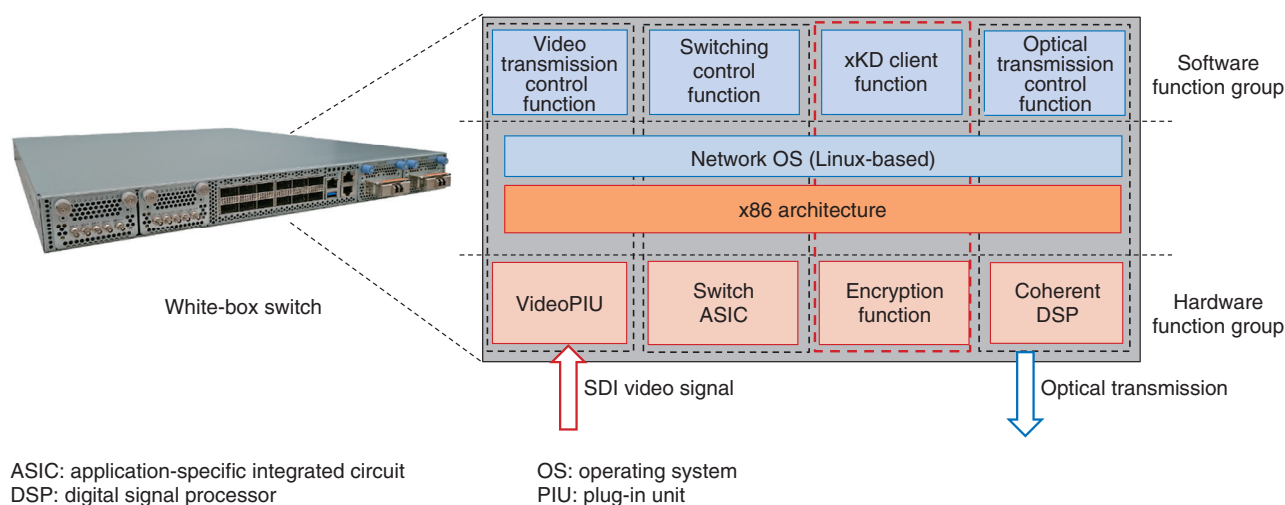 Video
transmission
control
function
Switching
control
function
xKD client
function
Optical
transmission
control
function
Software
function group
Network OS (Linux-based)
x86 architecture
VideoPIU
Switch
ASIC
Encryption
function
Coherent
DSP
Hardware
function group
White-box switch
SDI video signal
Optical transmission
ASIC: application-specific integrated circuit
DSP: digital signal processor
OS: operating system
PIU: plug-in unit